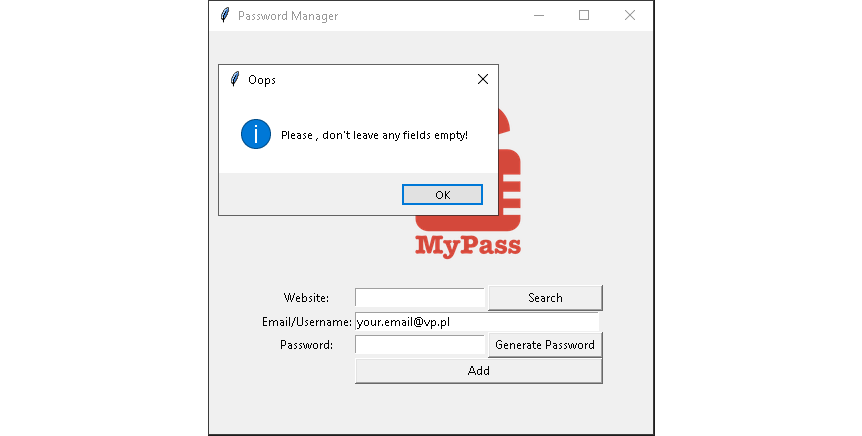 Password Manager
Oops
Please , don't leave any fields empty!
OK
MyPass
Website:
Search
Email/Username: your.email@vp.pl
Password:
Generate Password
Add